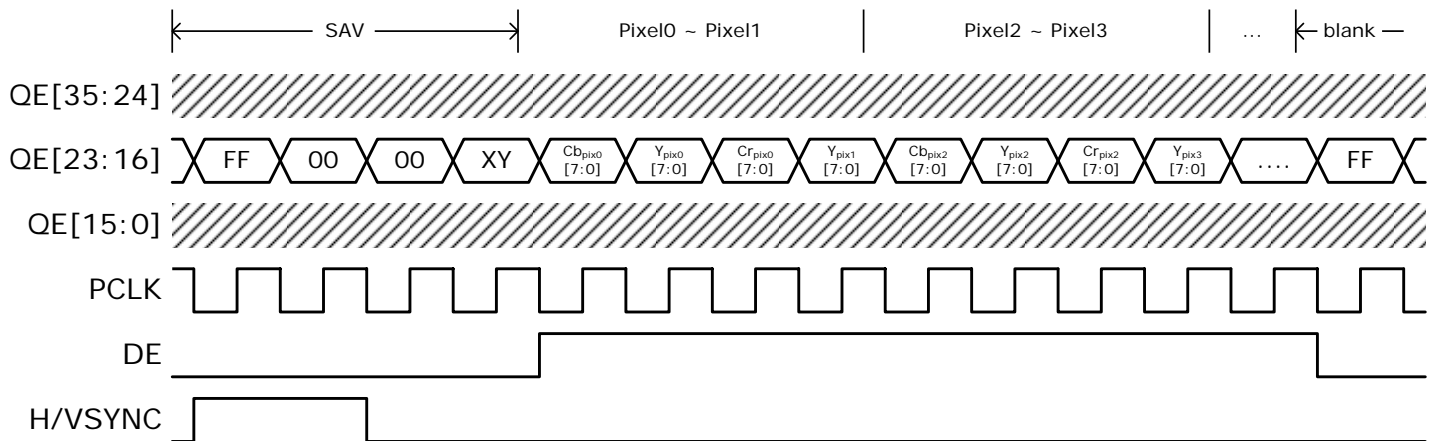 SAV Pixel0 ~ Pixel1 Pixel2 ~ Pixel3 ... blank
QE[35:24]
QE[23:16] FF 00 00 XY Cbpix0 [7:0] Ypix0 [7:0] Crpix0 [7:0] Ypix1 [7:0] Cbpix2 [7:0] Ypix2 [7:0] Crpix2 [7:0] Ypix3 [7:0] .... FF
QE[15:0]
PCLK
DE
H/VSYNC